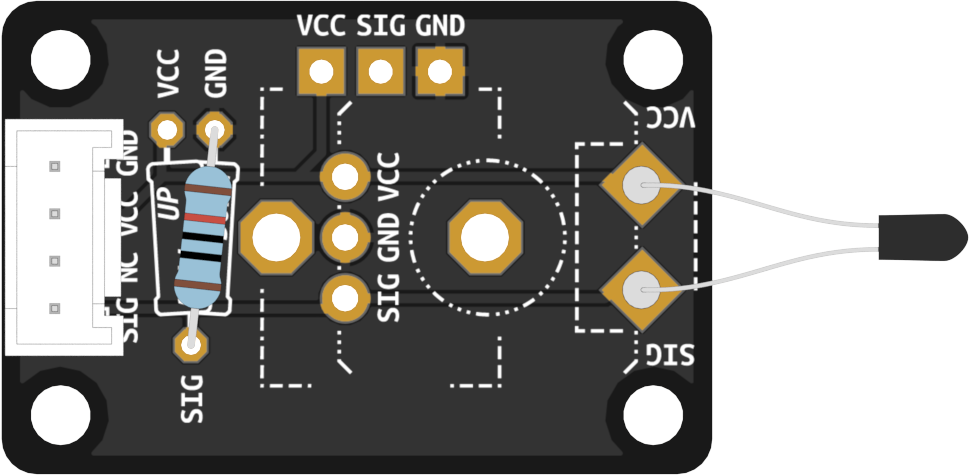 VCC SIG GND
VCC
GND
VCC
GND
VCC
NC
SIG
UP
VCC
GND
SIG
SIG
SIG